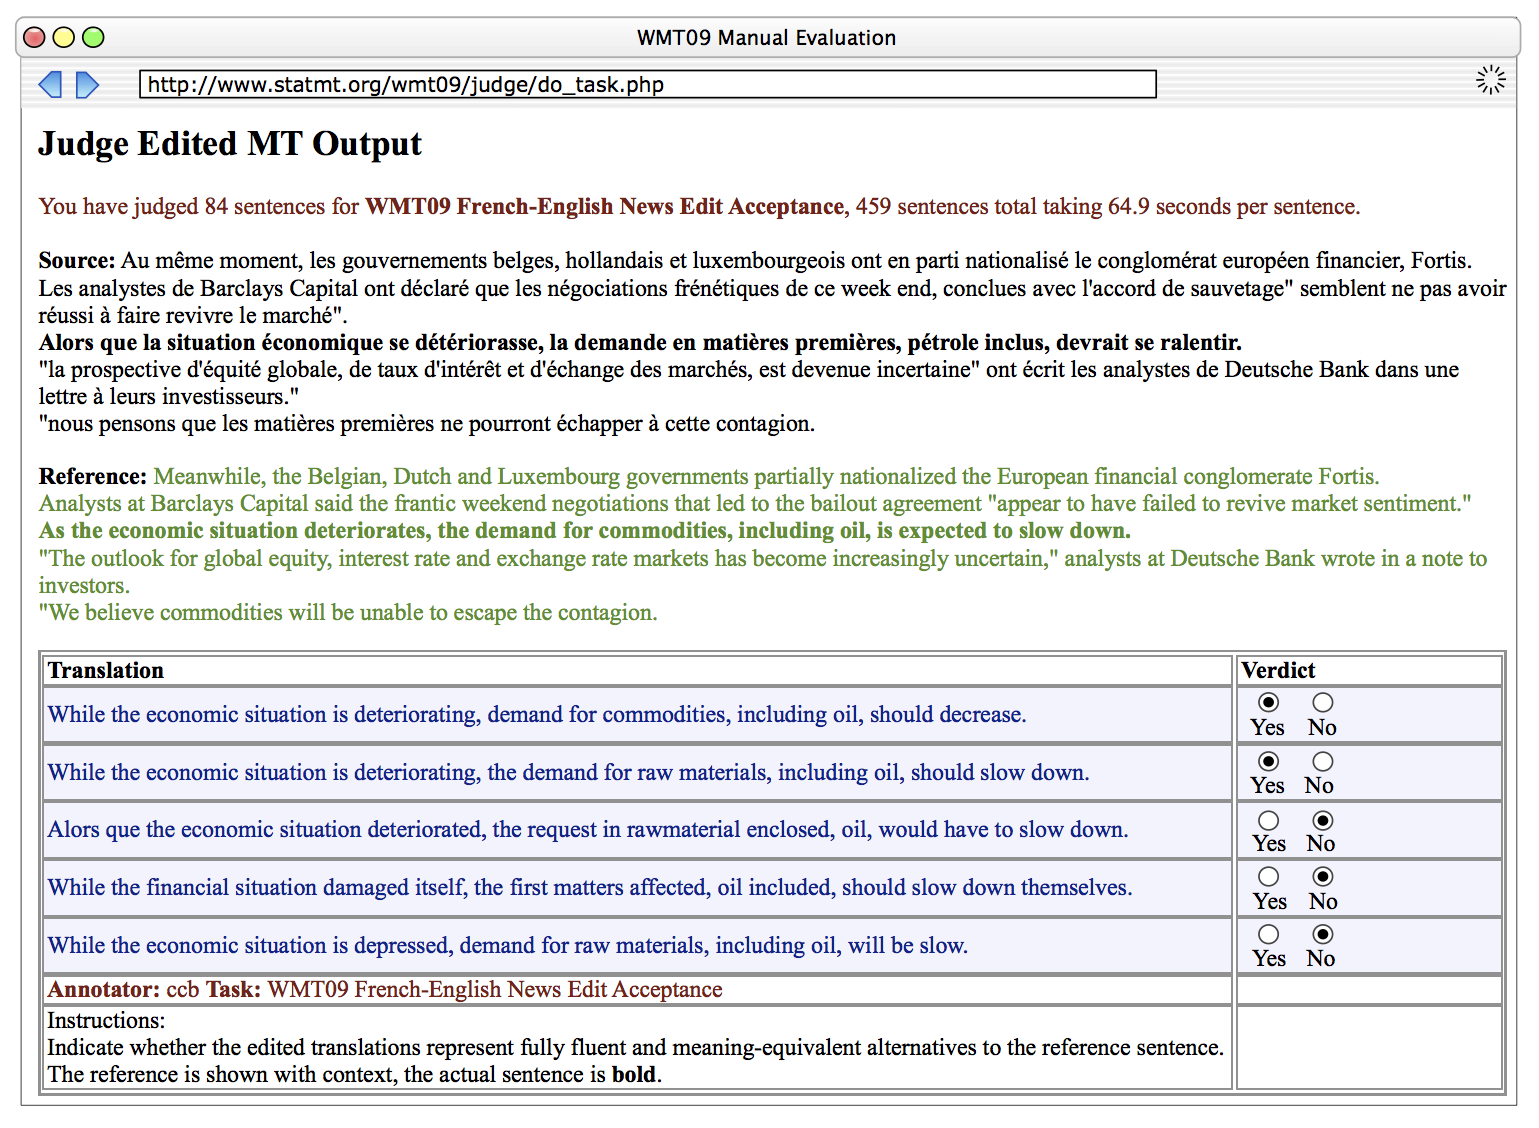 WMT09 Manual Evaluation
http://www.statmt.org/wmt09/judge/do_task.php
Judge Edited MT Output
You have judged 84 sentences for WMT09 French-English News Edit Acceptance, 459 sentences total taking 64.9 seconds per sentence.
Source: Au même moment, les gouvernements belges, hollandais et luxembourgeois ont en parti nationalisé le conglomérat européen financier, Fortis.
Les analystes de Barclays Capital ont déclaré que les négociations frénétiques de ce week end, conclues avec l'accord de sauvetage" semblent ne pas avoir
réussi à faire revivre le marché".
Alors que la situation économique se détériorasse, la demande en matières premières, pétrole inclus, devrait se ralentir.
"la prospective d'équité globale, de taux d'intérêt et d'échange des marchés, est devenue incertaine" ont écrit les analystes de Deutsche Bank dans une
lettre à leurs investisseurs."
"nous pensons que les matières premières ne pourront échapper à cette contagion.
Reference: Meanwhile, the Belgian, Dutch and Luxembourg governments partially nationalized the European financial conglomerate Fortis.
Analysts at Barclays Capital said the frantic weekend negotiations that led to the bailout agreement "appear to have failed to revive market sentiment."
As the economic situation deteriorates, the demand for commodities, including oil, is expected to slow down.
"The outlook for global equity, interest rate and exchange rate markets has become increasingly uncertain," analysts at Deutsche Bank wrote in a note to
investors.
"We believe commodities will be unable to escape the contagion.
Translation Verdict
While the economic situation is deteriorating, demand for commodities, including oil, should decrease.
Yes No
While the economic situation is deteriorating, the demand for raw materials, including oil, should slow down.
Yes No
Alors que the economic situation deteriorated, the request in rawmaterial enclosed, oil, would have to slow down.
Yes No
While the financial situation damaged itself, the first matters affected, oil included, should slow down themselves.
Yes No
While the economic situation is depressed, demand for raw materials, including oil, will be slow.
Yes No
Annotator: ccb Task: WMT09 French-English News Edit Acceptance
Instructions:
Indicate whether the edited translations represent fully fluent and meaning-equivalent alternatives to the reference sentence.
The reference is shown with context, the actual sentence is bold.